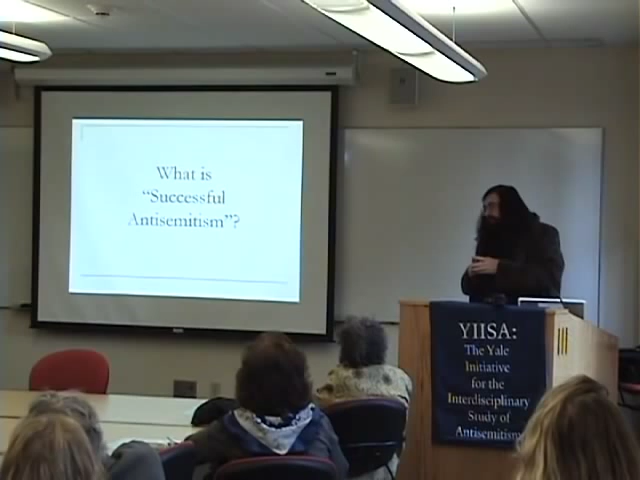 What is
“Successful
Antisemitism”?
YIISA:
The Yale
Initiative
for the
Interdisciplinary
Study of
Antisemitism